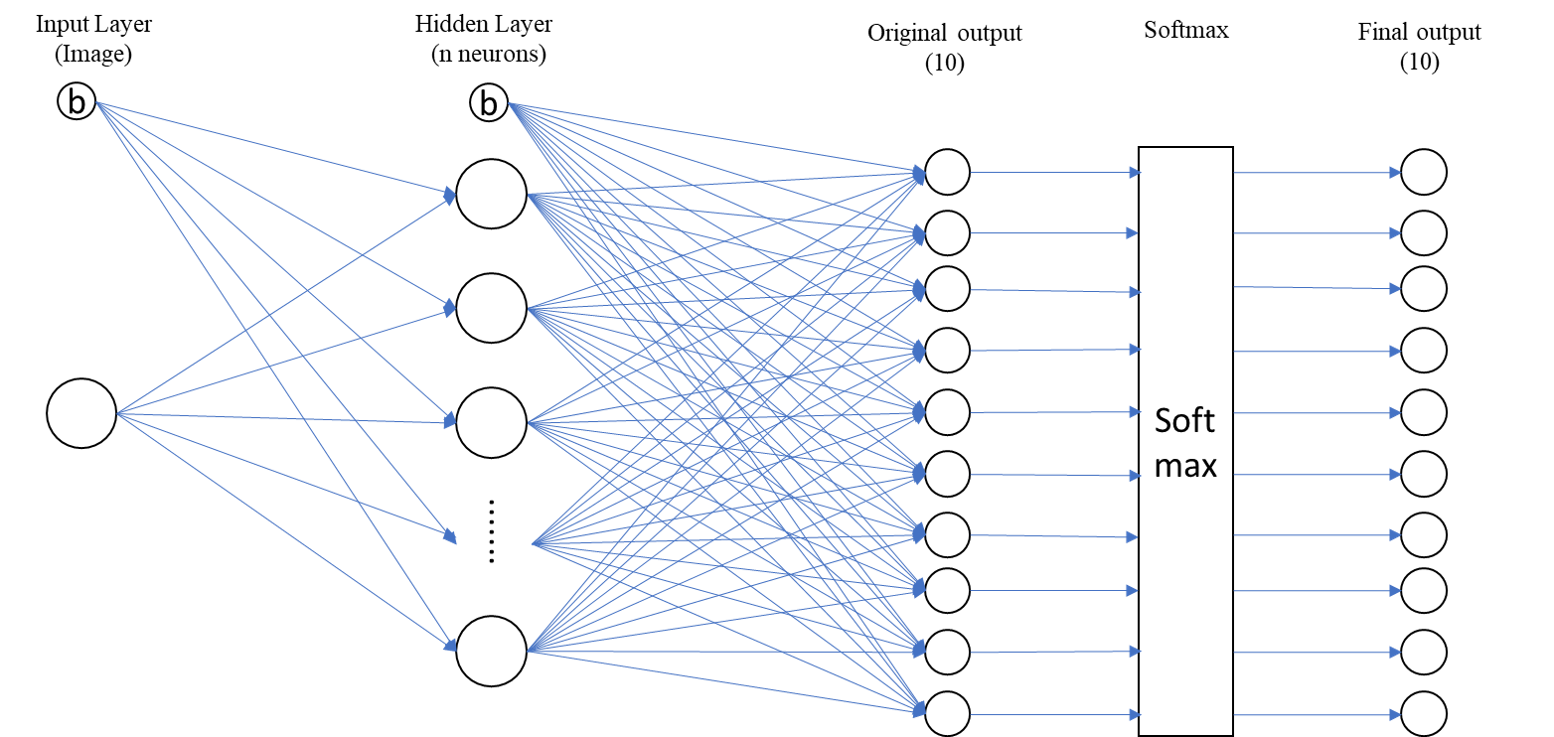 Input Layer
(Image)
Hidden Layer
(n neurons)
Original output
(10)
Softmax
Final output
(10)
b
b
Soft
max